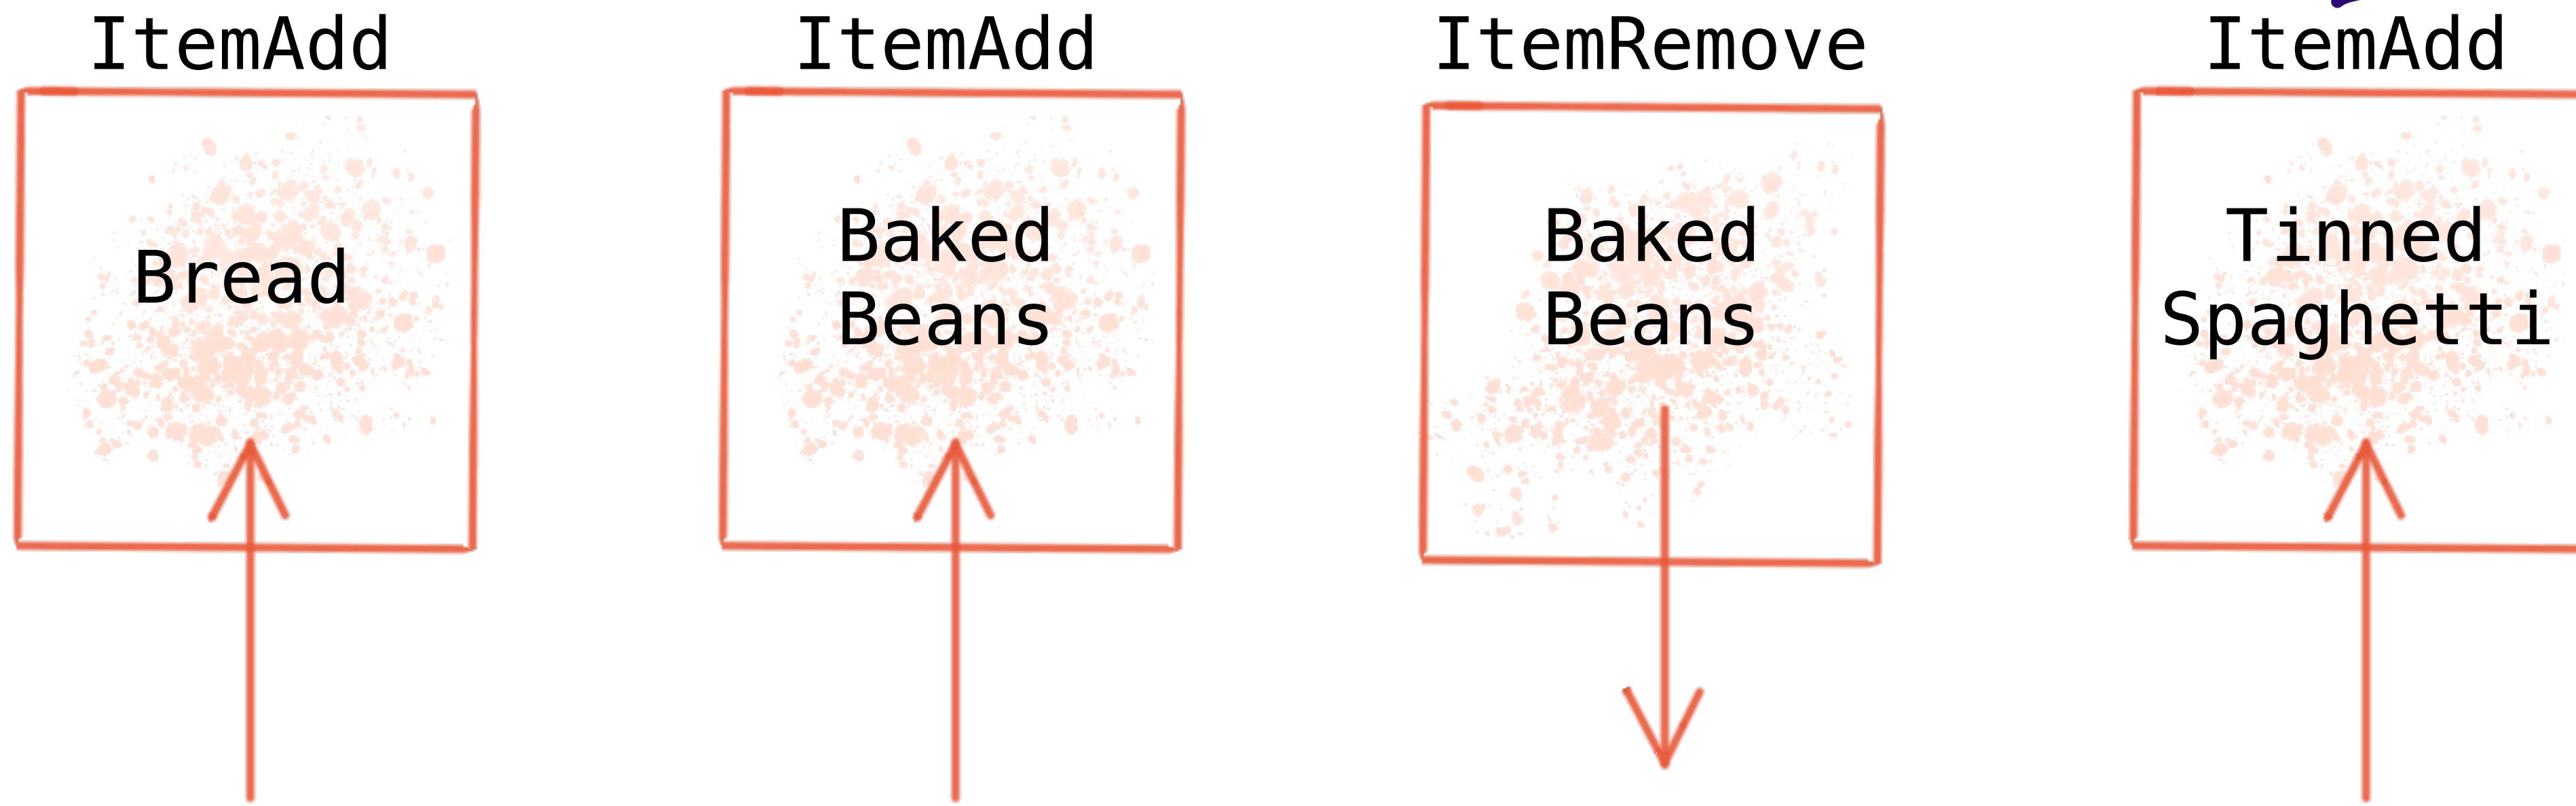 ItemAdd
Bread
ItemAdd
Baked
Beans
ItemRemove
Baked
Beans
ItemAdd
Tinned
Spaghetti